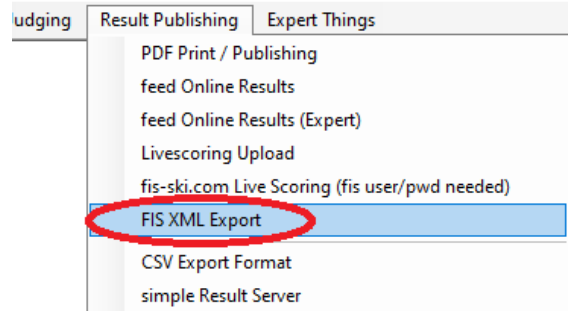 Judging Result Publishing Expert Things
PDF Print / Publishing
feed Online Results
feed Online Results (Expert)
Livescoring Upload
fis-ski.com Live Scoring (fis user/pwd needed)
FIS XML Export
CSV Export Format
simple Result Server